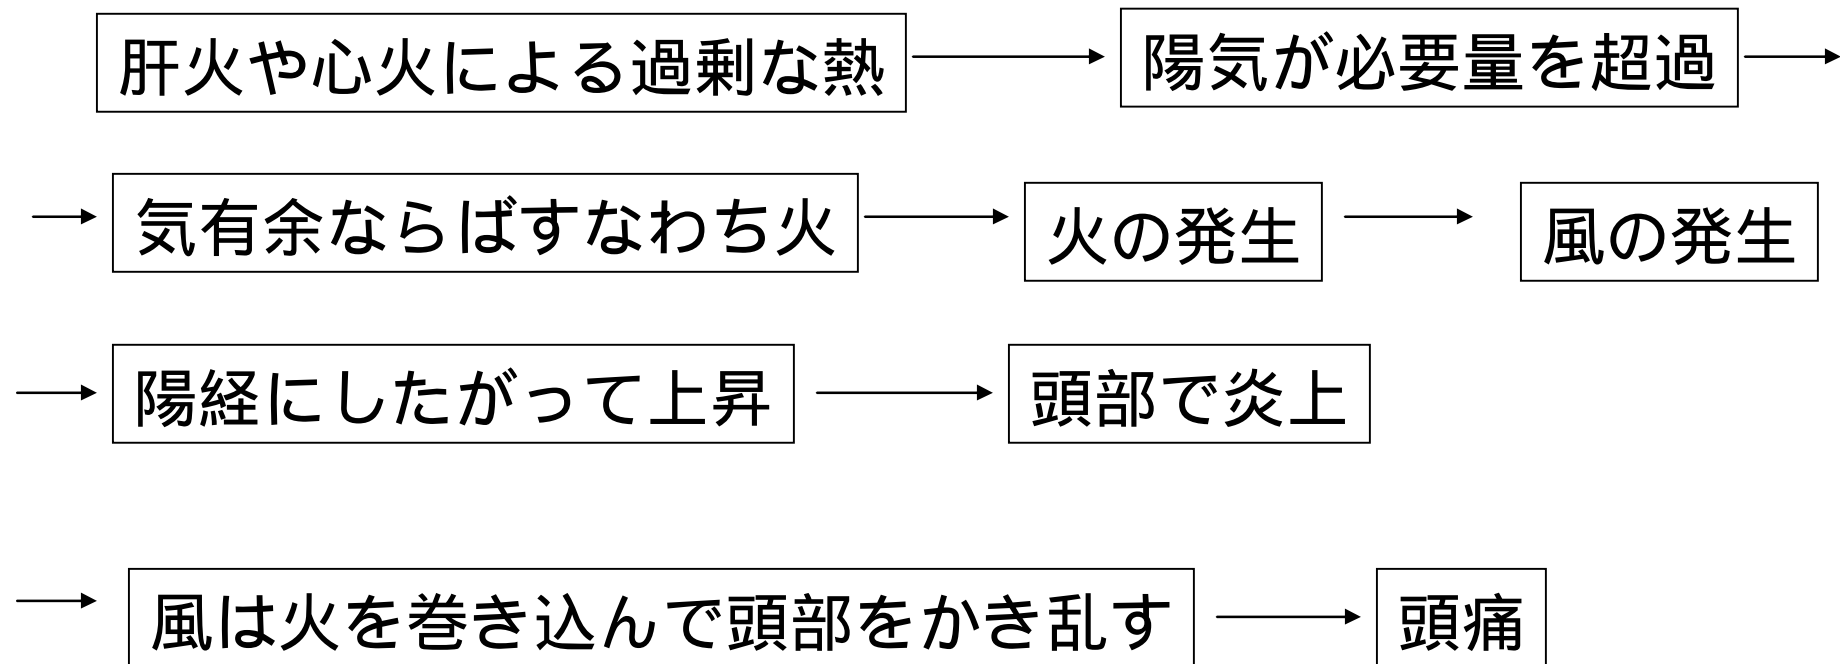 肝火や心火による過剰な熱
陽気が必要量を超過
気有余ならばすなわち火
火の発生
風の発生
陽経にしたがって上昇
頭部で炎上
風は火を巻き込んで頭部をかき乱す
頭痛